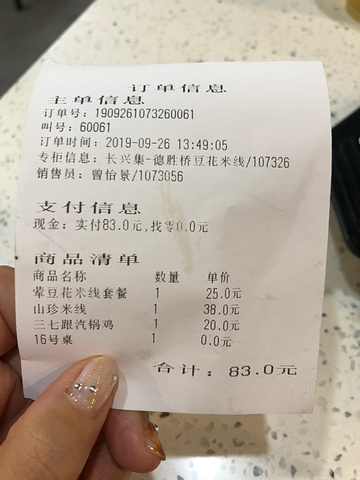 订单信息
主单信息
订单号：1909261073260061
叫号：60061
订单时间：2019-09-26 13:49:05
专柜信息：长兴集-德胜桥豆花米线/107326
销售员：曾怡景/1073056
支付信息
现金：实付83.0元,找零0.0元
商品清单
商品名称 数量 单价
荤豆花米线套餐 1 25.0元
山珍米线 1 38.0元
三七跟汽锅鸡 1 20.0元
16号桌 1 0.0元
合计：83.0元